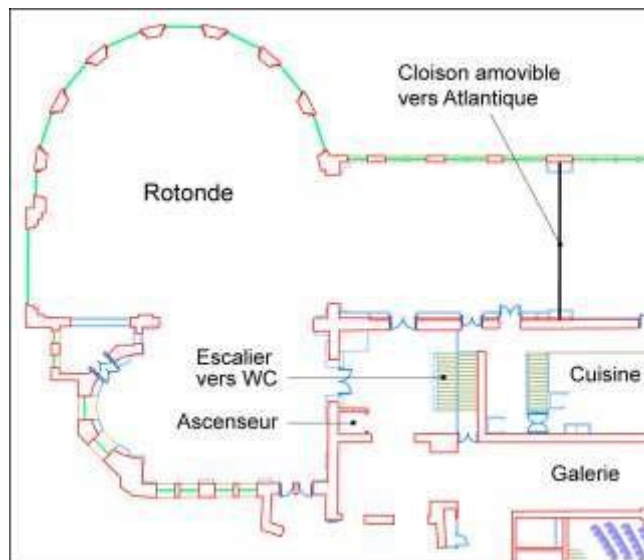 Cloison amovible
vers Atlantique
Rotonde
Escalier
vers WC
Cuisine
Ascenseur
Galerie